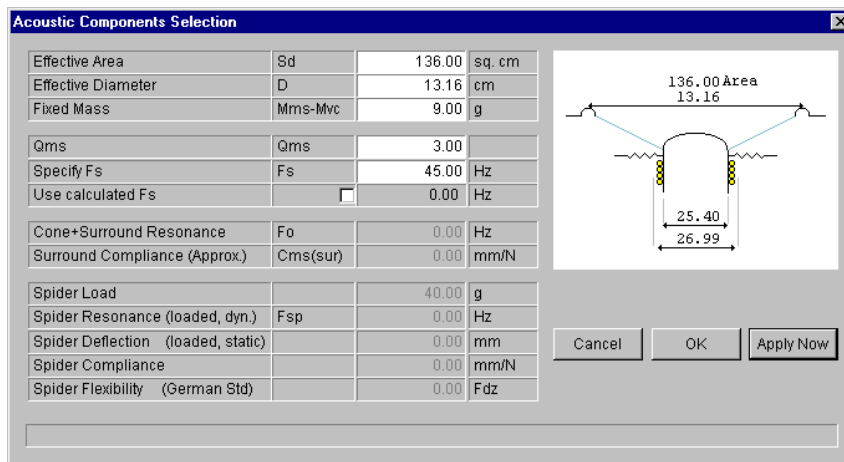 Acoustic Components Selection
Effective Area Sd 136.00 sq. cm
Effective Diameter D 13.16 cm
Fixed Mass Mms-Mvc 9.00 g
Qms Qms 3.00
Specify Fs Fs 45.00 Hz
Use calculated Fs 0.00 Hz
Cone+Surround Resonance Fo 0.00 Hz
Surround Compliance (Approx.) Cms(sur) 0.00 mm/N
Spider Load 40.00 g
Spider Resonance (loaded, dyn.) Fsp 0.00 Hz
Spider Deflection (loaded, static) 0.00 mm
Spider Compliance 0.00 mm/N
Spider Flexibility (German Std) 0.00 Fdz
136.00 Area
13.16
25.40
26.99
Cancel OK Apply Now